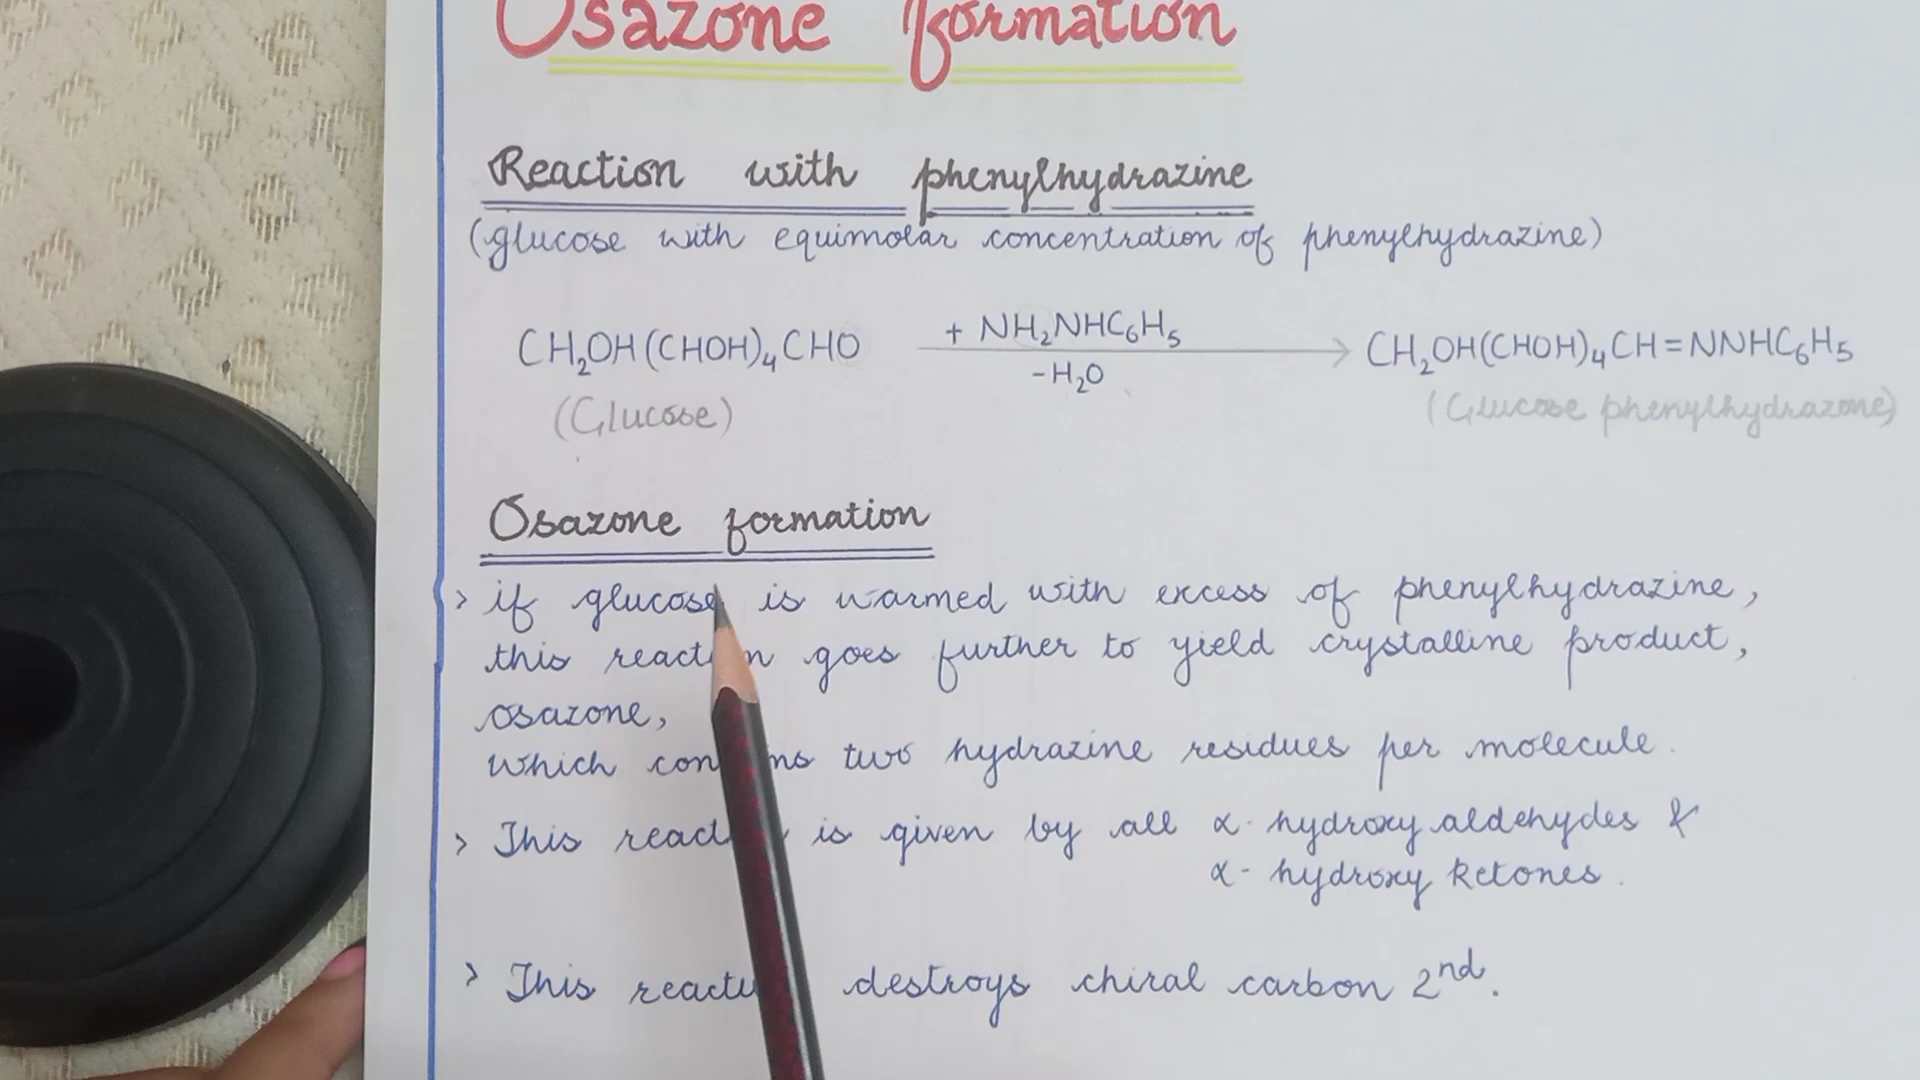 Osazone formation
Reaction with phenylhydrazine
(glucose with equimolar concentration of phenylhydrazine)
CH₂OH(CHOH)₄CHO + NH₂NHC₆H₅ → CH₂OH(CHOH)₄CH=NNHC₆H₅
-H₂O
(Glucose) (Glucose phenylhydrazone)
Osazone formation
> if glucose is warmed with excess of phenylhydrazine,
this reaction goes further to yield crystalline product,
osazone,
which contains two hydrazine residues per molecule.
> This reaction is given by all α-hydroxy aldehydes &
α-hydroxy ketones.
> This reaction destroys chiral carbon 2nd.